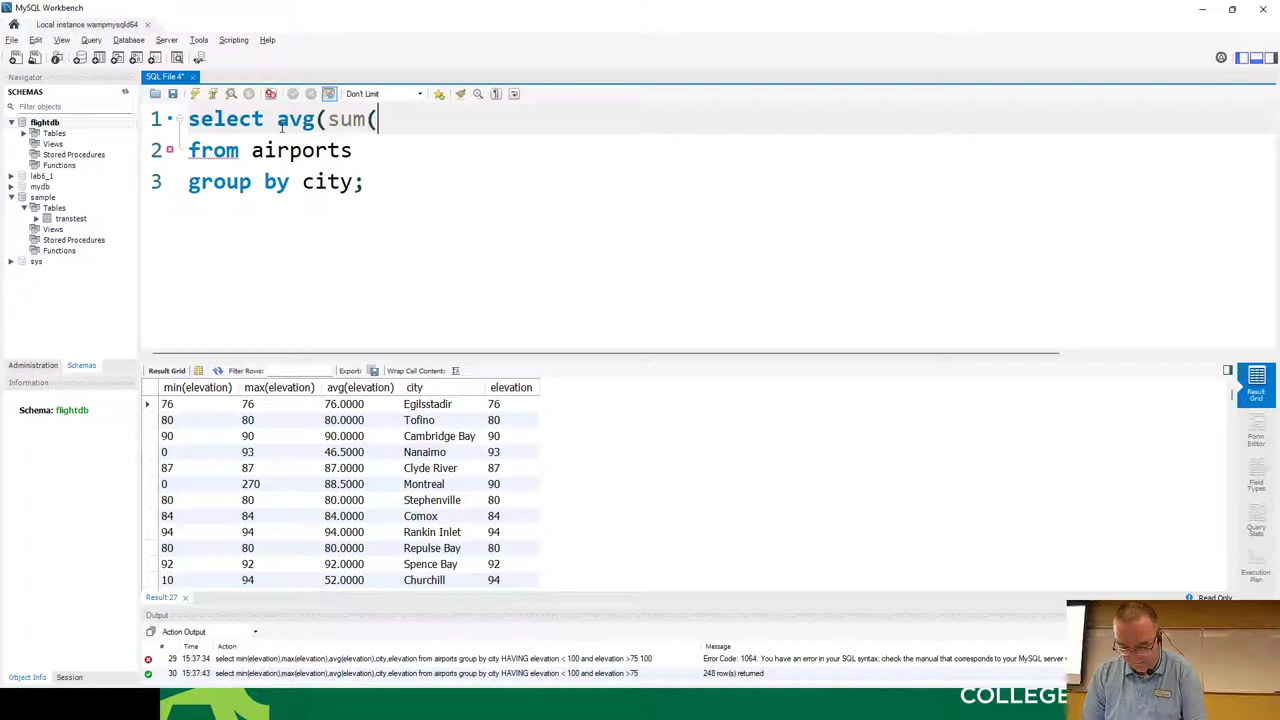 MySQL Workbench
Local instance wampmysqld64
File Edit View Query Database Server Tools Scripting Help
Navigator
SCHEMAS
Filter objects
flightdb
Tables
Views
Stored Procedures
Functions
lab6_1
mydb
sample
Tables
transtest
Views
Stored Procedures
Functions
sys
Administration Schemas
Information
Schema: flightdb
Object Info Session
SQL File 4*
Don't Limit
1 select avg(sum(
2 from airports
3 group by city;
Result Grid Filter Rows: Export: Wrap Cell Content:
min(elevation) max(elevation) avg(elevation) city elevation
76 76 76.0000 Egilsstadir 76
80 80 80.0000 Tofino 80
90 90 90.0000 Cambridge Bay 90
0 93 46.5000 Nanaimo 93
87 87 87.0000 Clyde River 87
0 270 88.5000 Montreal 90
80 80 80.0000 Stephenville 80
84 84 84.0000 Comox 84
94 94 94.0000 Rankin Inlet 94
80 80 80.0000 Repulse Bay 80
92 92 92.0000 Spence Bay 92
10 94 52.0000 Churchill 94
Result Grid
Form Editor
Field Types
Query Stats
Execution Plan
Result 27
Read Only
Output
Action Output
# Time Action Message
29 15:37:34 select min(elevation),max(elevation),avg(elevation),city,elevation from airports group by city HAVING elevation < 100 and elevation >75 100 Error Code: 1064. You have an error in your SQL syntax; check the manual that corresponds to your MySQL server v
30 15:37:43 select min(elevation),max(elevation),avg(elevation),city,elevation from airports group by city HAVING elevation < 100 and elevation >75 248 row(s) returned
COLLEGE